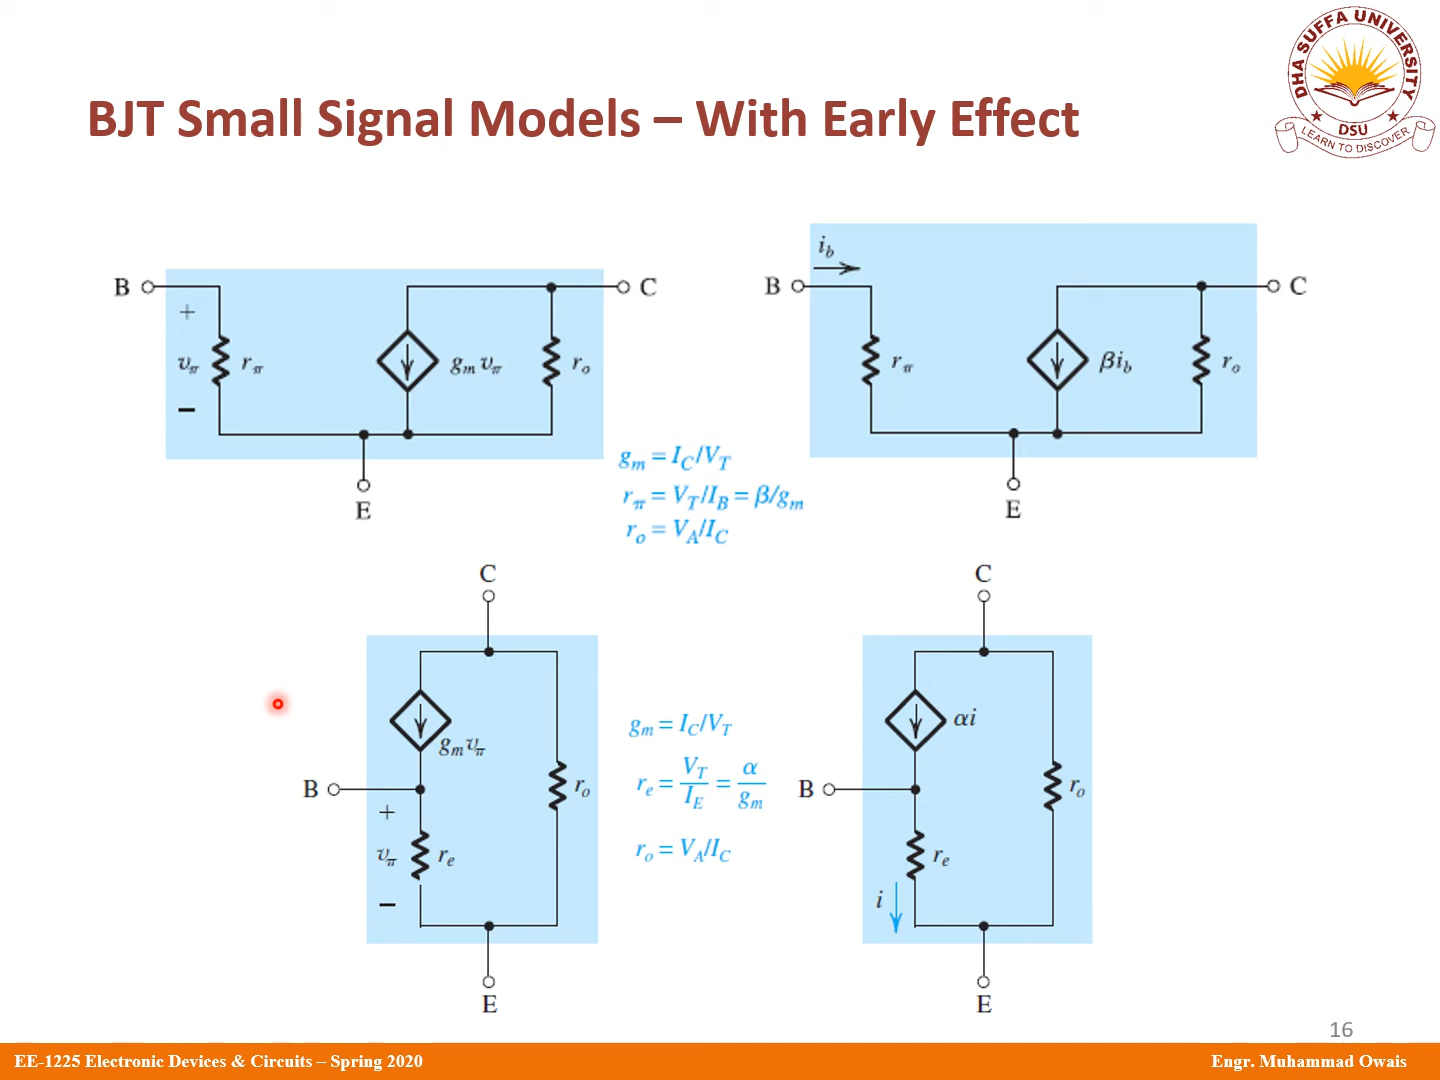 DHA SUFFA UNIVERSITY
DSU
LEARN TO DISCOVER
BJT Small Signal Models – With Early Effect
B
+
vπ
−
rπ
gm vπ
ro
C
E
ib
B
rπ
βib
ro
C
E
gm = IC/VT
rπ = VT/IB = β/gm
ro = VA/IC
C
gmvπ
B
+
vπ
−
re
ro
E
gm = IC/VT
re = VT/IE = α/gm
ro = VA/IC
C
αi
B
re
i
ro
E
16
EE-1225 Electronic Devices & Circuits – Spring 2020
Engr. Muhammad Owais